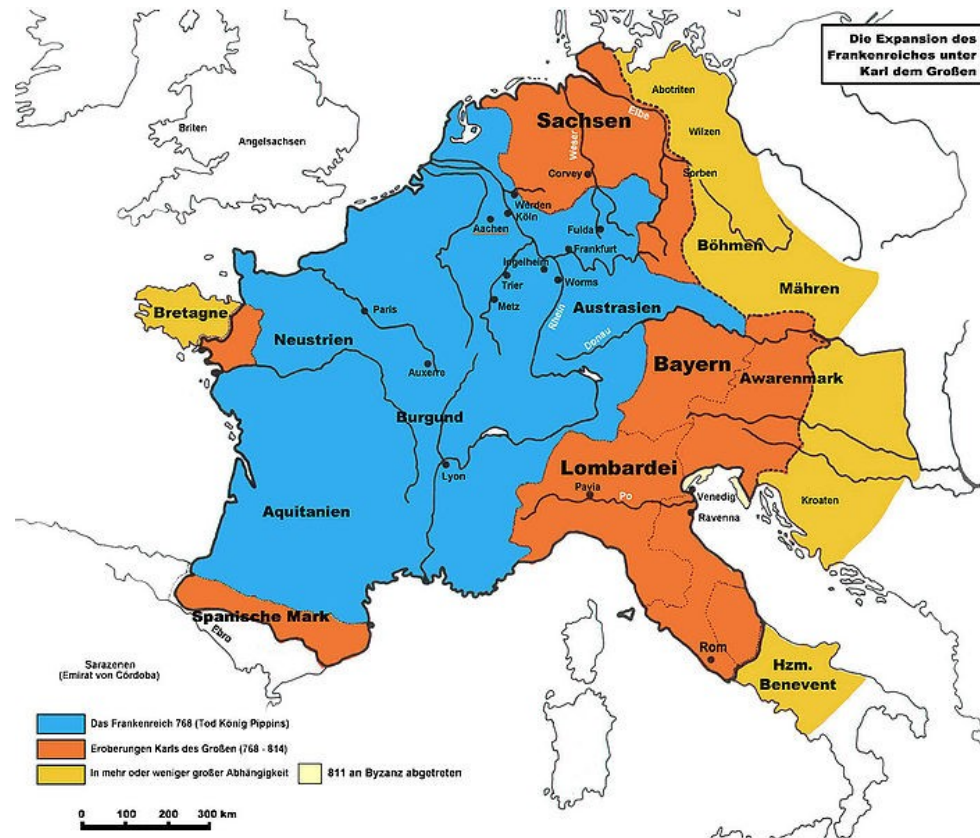 Die Expansion des
Frankenreiches unter
Karl dem Großen
Abotriten
Elbe
Sachsen
Wilzen
Briten
Angelsachsen
Weser
Corvey
Sorben
Werden
Köln
Aachen
Fulda
Frankfurt
Böhmen
Ingelheim
Trier
Worms
Mähren
Metz
Austrasien
Bretagne
Paris
Rhein
Neustrien
Donau
Auxerre
Bayern
Awarenmark
Burgund
Lombardei
Lyon
Pavia
Po
Venedig
Kroaten
Ravenna
Aquitanien
Spanische Mark
Ebro
Rom
Sarazenen
(Emirat von Córdoba)
Hzm.
Benevent
Das Frankenreich 768 (Tod König Pippins)
Eroberungen Karls des Großen (768 - 814)
In mehr oder weniger großer Abhängigkeit
811 an Byzanz abgetreten
0 100 200 300 km